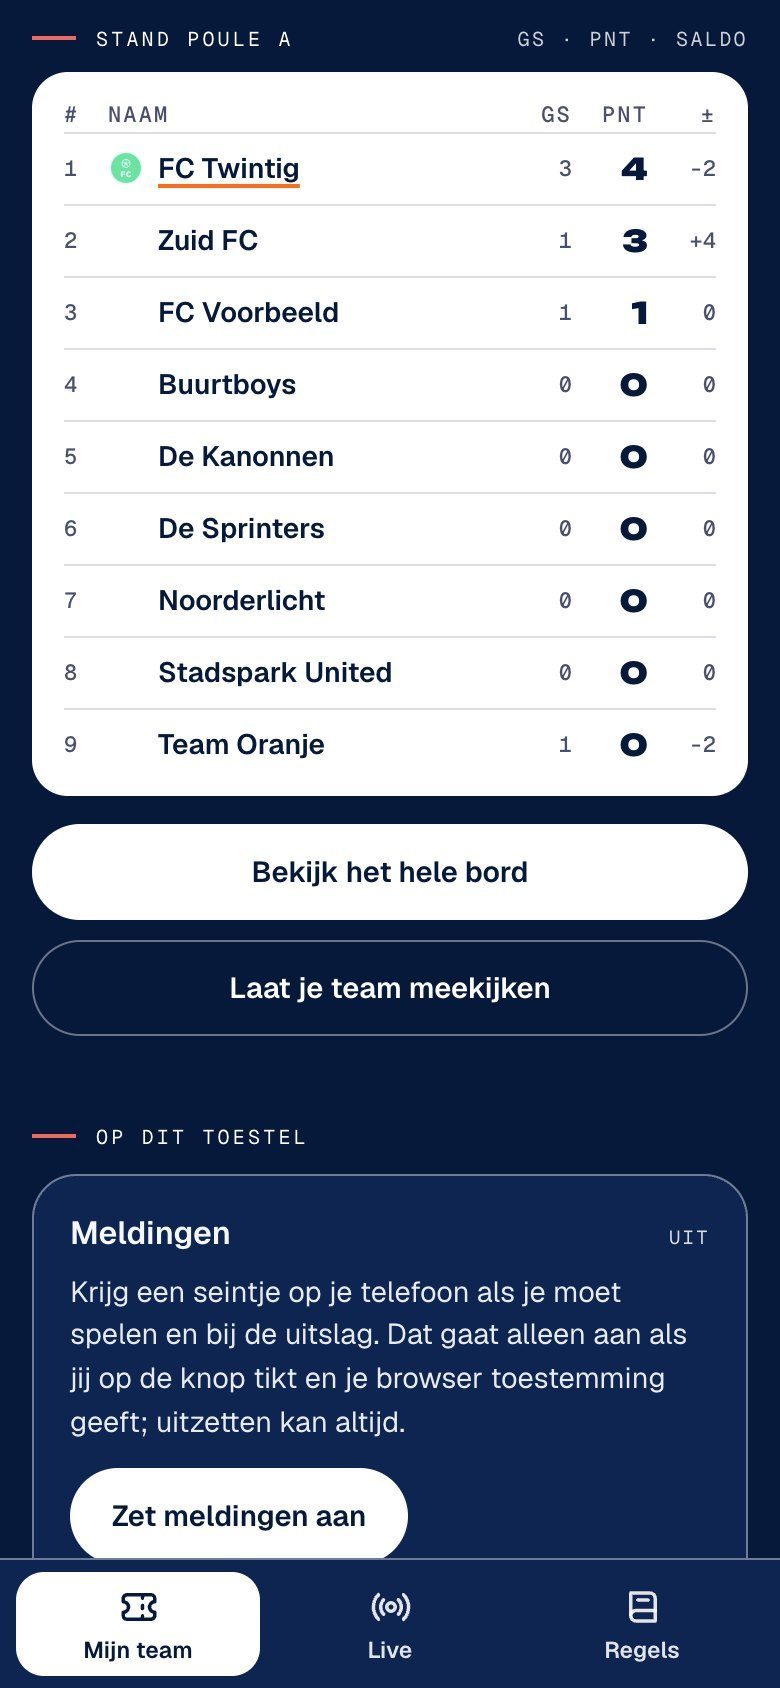 STAND POULE A GS · PNT · SALDO
# NAAM GS PNT ±
1 FC FC Twintig 3 4 -2
2 Zuid FC 1 3 +4
3 FC Voorbeeld 1 1 0
4 Buurtboys 0 0 0
5 De Kanonnen 0 0 0
6 De Sprinters 0 0 0
7 Noorderlicht 0 0 0
8 Stadspark United 0 0 0
9 Team Oranje 1 0 -2
Bekijk het hele bord
Laat je team meekijken
OP DIT TOESTEL
Meldingen UIT
Krijg een seintje op je telefoon als je moet
spelen en bij de uitslag. Dat gaat alleen aan als
jij op de knop tikt en je browser toestemming
geeft; uitzetten kan altijd.
Zet meldingen aan
Mijn team Live Regels